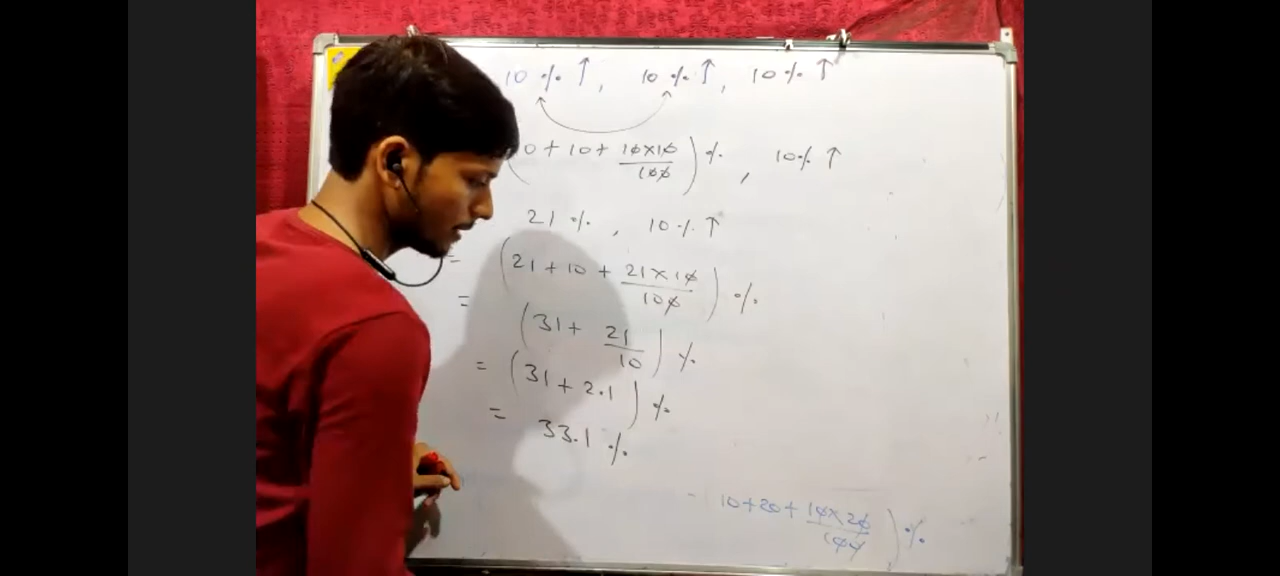 10 % ↑, 10 % ↑, 10 % ↑
0 + 10 + 10×10/100) %, 10% ↑
21 %, 10 % ↑
= (21 + 10 + 21×10/100) %
= (31 + 21/10) %
= (31 + 2.1) %
= 33.1 %
10+20+ 10×20/100) %